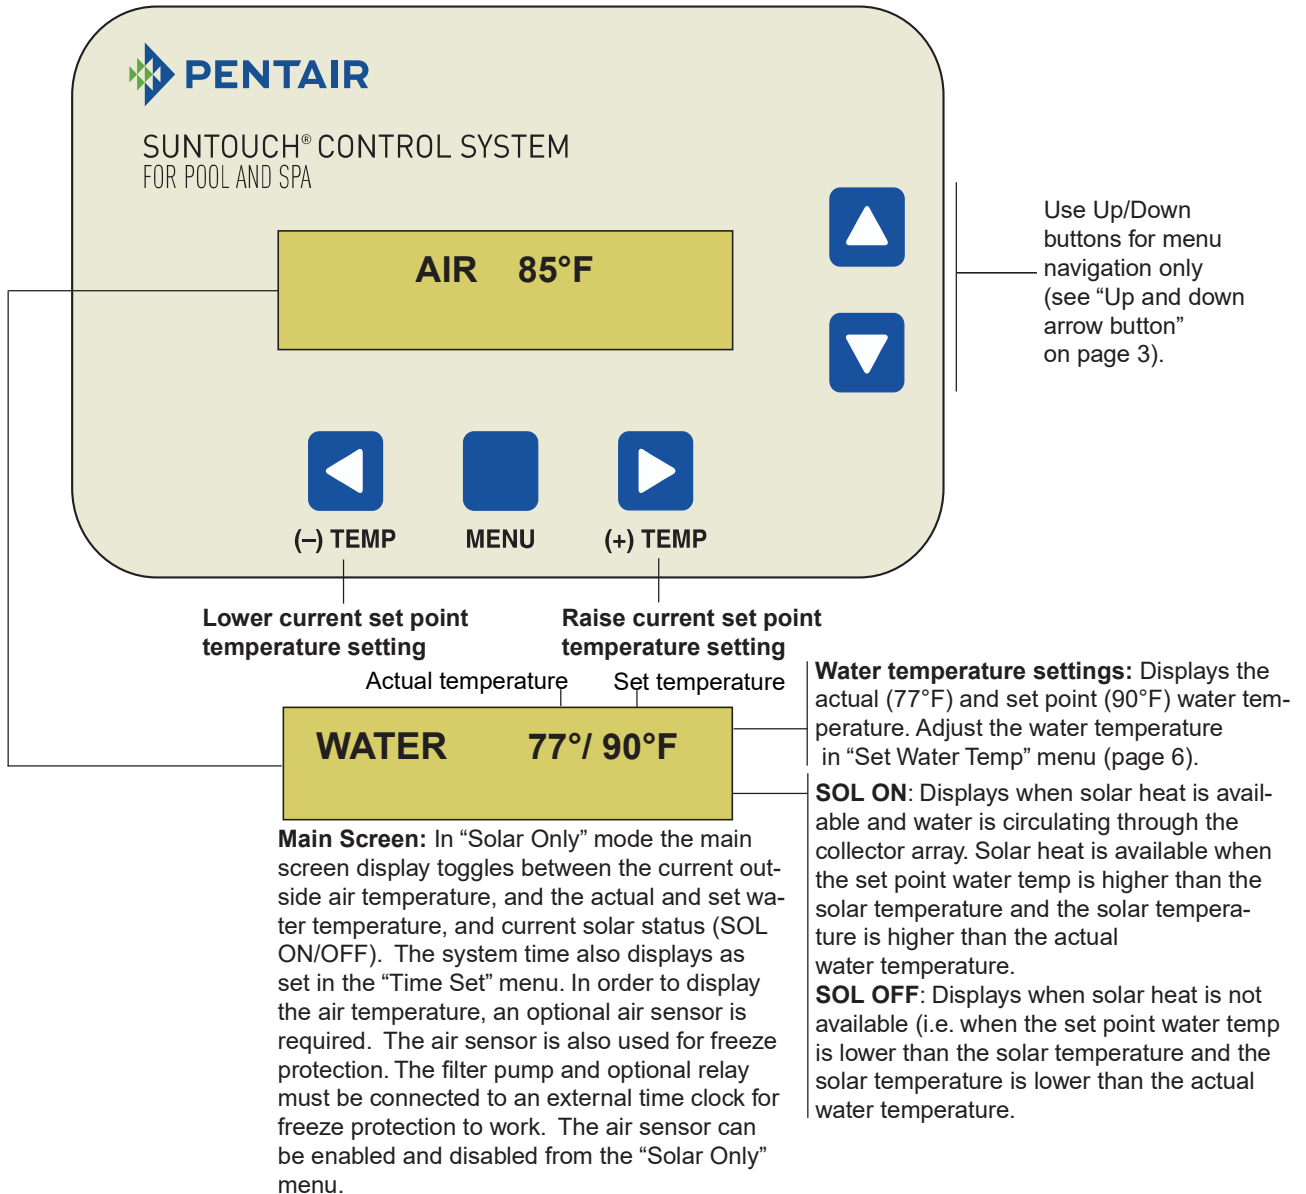 PENTAIR
SUNTOUCH® CONTROL SYSTEM
FOR POOL AND SPA
AIR 85°F
Use Up/Down
buttons for menu
navigation only
(see “Up and down
arrow button”
on page 3).
(–) TEMP
MENU
(+) TEMP
Lower current set point
temperature setting
Raise current set point
temperature setting
Actual temperature
Set temperature
WATER 77°/ 90°F
Water temperature settings: Displays the
actual (77°F) and set point (90°F) water tem-
perature. Adjust the water temperature
in “Set Water Temp” menu (page 6).
SOL ON: Displays when solar heat is avail-
able and water is circulating through the
collector array. Solar heat is available when
the set point water temp is higher than the
solar temperature and the solar tempera-
ture is higher than the actual
water temperature.
SOL OFF: Displays when solar heat is not
available (i.e. when the set point water temp
is lower than the solar temperature and the
solar temperature is lower than the actual
water temperature.
Main Screen: In “Solar Only” mode the main
screen display toggles between the current out-
side air temperature, and the actual and set wa-
ter temperature, and current solar status (SOL
ON/OFF). The system time also displays as
set in the “Time Set” menu. In order to display
the air temperature, an optional air sensor is
required. The air sensor is also used for freeze
protection. The filter pump and optional relay
must be connected to an external time clock for
freeze protection to work. The air sensor can
be enabled and disabled from the “Solar Only”
menu.